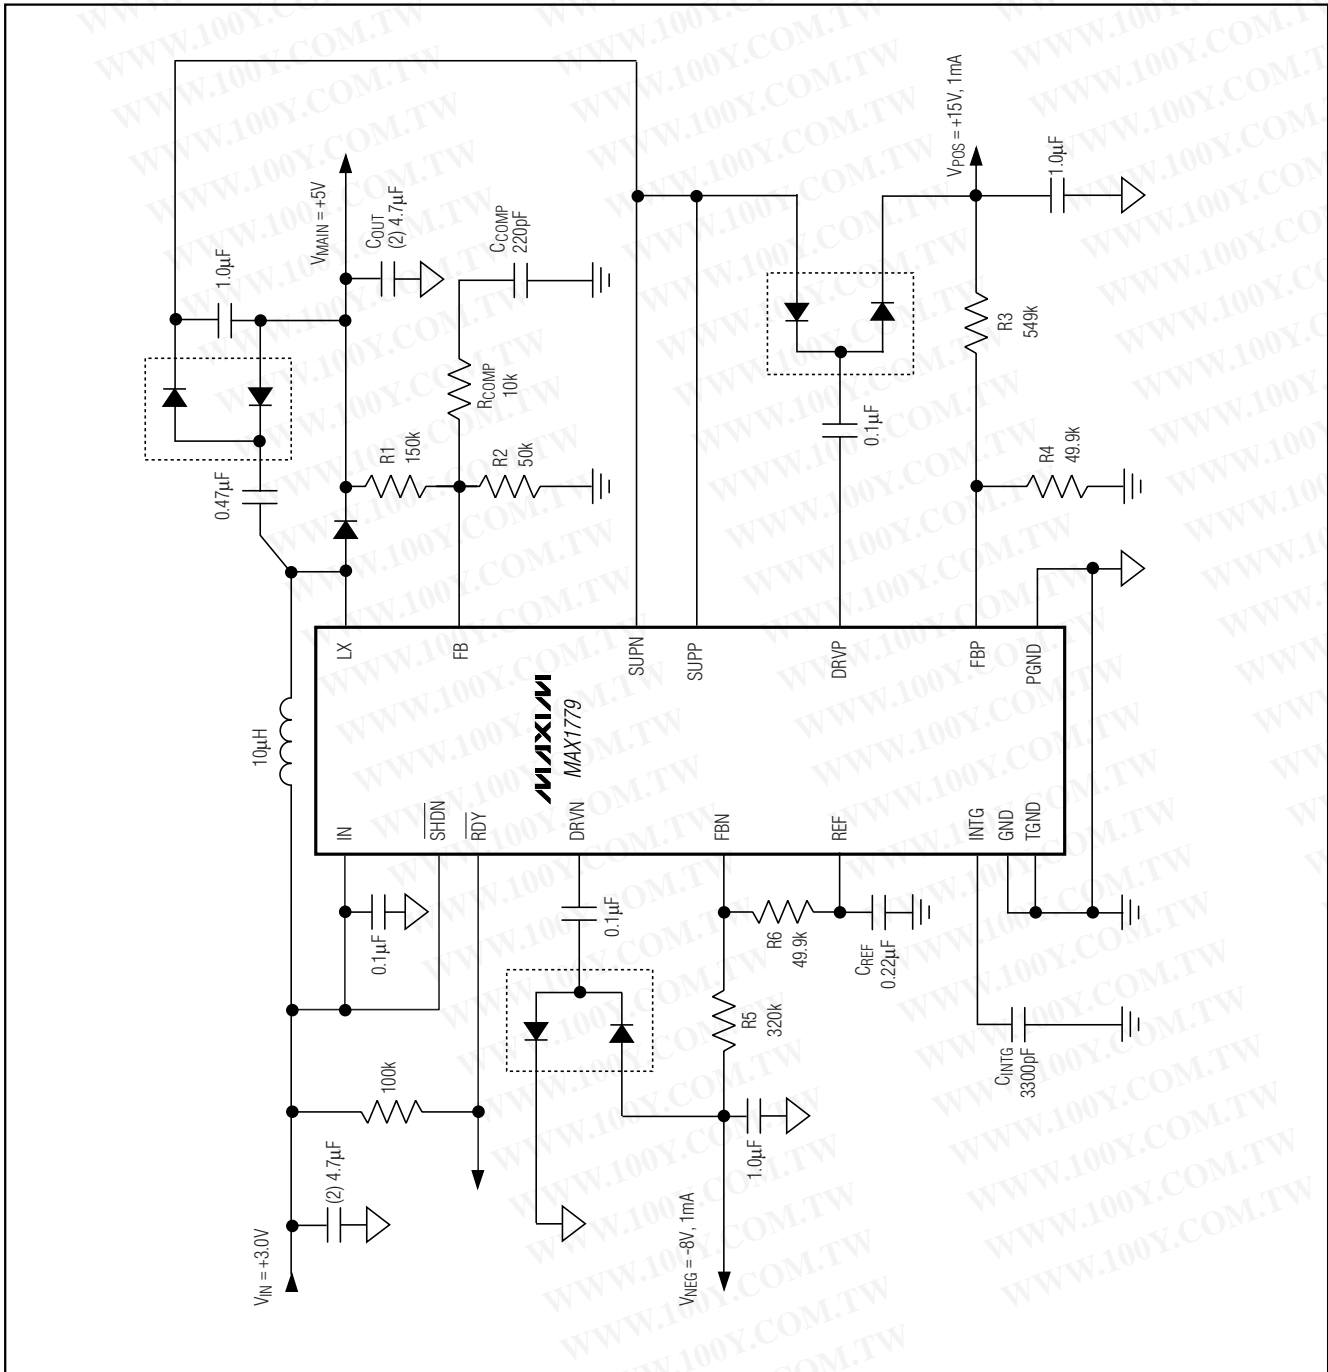 VIN = +3.0V
(2) 4.7µF
100k
0.1µF
10µH
0.47µF
1.0µF
VMAIN = +5V
COUT
(2) 4.7µF
R1
150k
RCOMP
10k
CCOMP
220pF
R2
50k
IN
SHDN
RDY
DRVN
FBN
REF
INTG
GND
TGND
MAXIM
MAX1779
LX
FB
SUPN
SUPP
DRVP
FBP
PGND
0.1µF
VNEG = -8V, 1mA
1.0µF
R5
320k
R6
49.9k
CREF
0.22µF
CINTG
3300pF
0.1µF
VPOS = +15V, 1mA
1.0µF
R3
549k
R4
49.9k
WWW.100Y.COM.TW